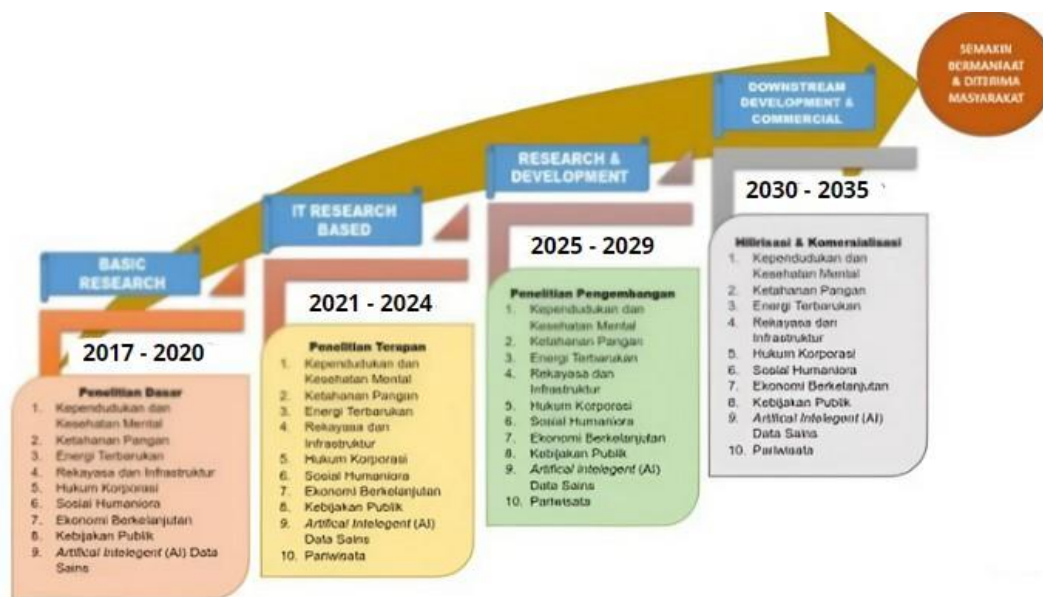 SEMAKIN
BERMANFAAT
& DITERIMA
MASYARAKAT
BASIC
RESEARCH
2017 - 2020
Penelitian Dasar
1. Kependudukan dan
Kesehatan Mental
2. Ketahanan Pangan
3. Energi Terbarukan
4. Rekayasa dan Infrastruktur
5. Hukum Korporasi
6. Sosial Humaniora
7. Ekonomi Berkelanjutan
8. Kebijakan Publik
9. Artifical Intelegent (AI) Data
Sains
IT RESEARCH
BASED
2021 - 2024
Penelitian Terapan
1. Kependudukan dan
Kesehatan Mental
2. Ketahanan Pangan
3. Energi Terbarukan
4. Rekayasa dan
Infrastruktur
5. Hukum Korporasi
6. Sosial Humaniora
7. Ekonomi Berkelanjutan
8. Kebijakan Publik
9. Artifical Intelegent (AI)
Data Sains
10. Pariwisata
RESEARCH &
DEVELOPMENT
2025 - 2029
Penelitian Pengembangan
1. Kependudukan dan
Kesehatan Mental
2. Ketahanan Pangan
3. Energi Terbarukan
4. Rekayasa dan
Infrastruktur
5. Hukum Korporasi
6. Sosial Humaniora
7. Ekonomi Berkelanjutan
8. Kebijakan Publik
9. Artifical Intelegent (AI)
Data Sains
10. Pariwisata
DOWNSTREAM
DEVELOPMENT &
COMMERCIAL
2030 - 2035
Hilirisasi & Komersialisasi
1. Kependudukan dan
Kesehatan Mental
2. Ketahanan Pangan
3. Energi Terbarukan
4. Rekayasa dan
Infrastruktur
5. Hukum Korporasi
6. Sosial Humaniora
7. Ekonomi Berkelanjutan
8. Kebijakan Publik
9. Artifical Intelegent (AI)
Data Sains
10. Pariwisata